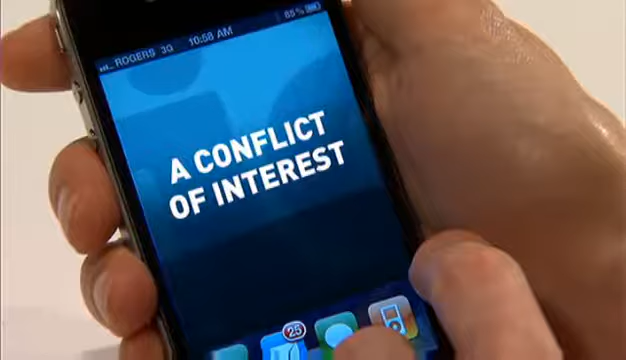 ROGERS 3G 10:58 AM 85%
A CONFLICT
OF INTEREST
25